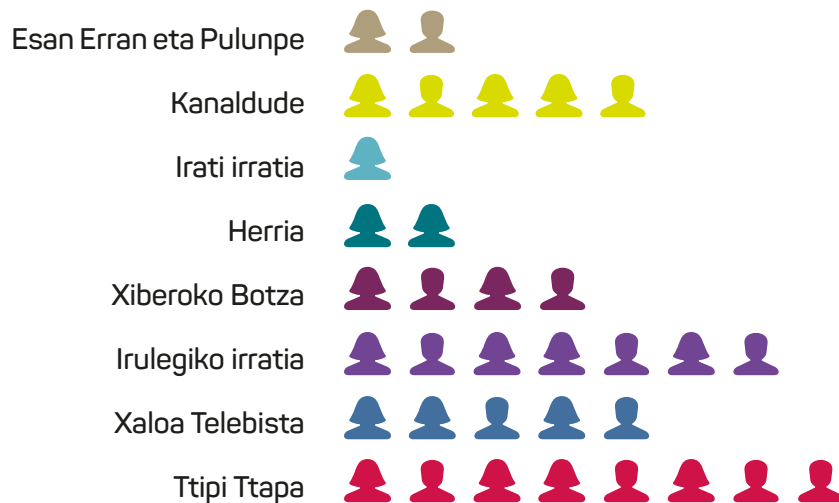 Esan Erran eta Pulunpe
Kanaldude
Irati irratia
Herria
Xiberoko Botza
Irulegiko irratia
Xaloa Telebista
Ttipi Ttapa